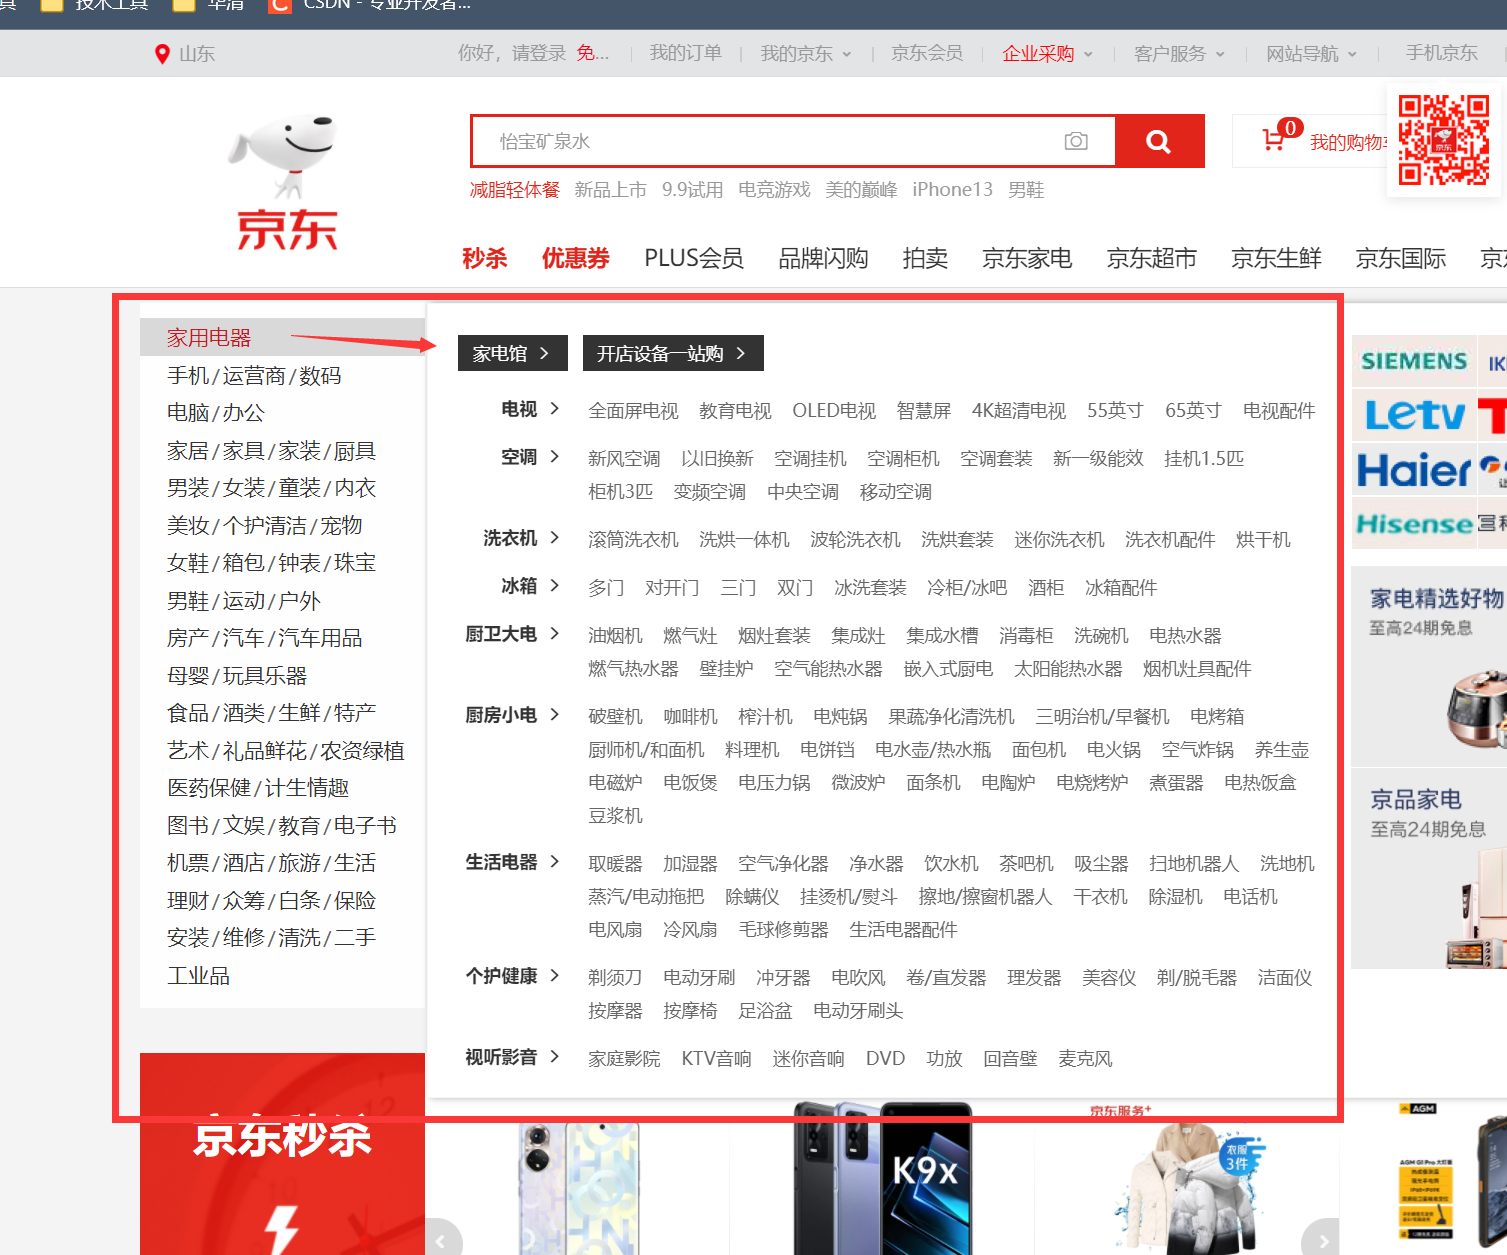 技术工具 华清 CSDN - 专业开发者...
山东 你好，请登录 免... 我的订单 我的京东 京东会员 企业采购 客户服务 网站导航 手机京东
怡宝矿泉水
0 我的购物
京东
减脂轻体餐 新品上市 9.9试用 电竞游戏 美的巅峰 iPhone13 男鞋
京东
秒杀 优惠券 PLUS会员 品牌闪购 拍卖 京东家电 京东超市 京东生鲜 京东国际 京
家用电器
手机/运营商/数码
电脑/办公
家居/家具/家装/厨具
男装/女装/童装/内衣
美妆/个护清洁/宠物
女鞋/箱包/钟表/珠宝
男鞋/运动/户外
房产/汽车/汽车用品
母婴/玩具乐器
食品/酒类/生鲜/特产
艺术/礼品鲜花/农资绿植
医药保健/计生情趣
图书/文娱/教育/电子书
机票/酒店/旅游/生活
理财/众筹/白条/保险
安装/维修/清洗/二手
工业品
家电馆 > 开店设备一站购 >
电视 > 全面屏电视 教育电视 OLED电视 智慧屏 4K超清电视 55英寸 65英寸 电视配件
空调 > 新风空调 以旧换新 空调挂机 空调柜机 空调套装 新一级能效 挂机1.5匹
柜机3匹 变频空调 中央空调 移动空调
洗衣机 > 滚筒洗衣机 洗烘一体机 波轮洗衣机 洗烘套装 迷你洗衣机 洗衣机配件 烘干机
冰箱 > 多门 对开门 三门 双门 冰洗套装 冷柜/冰吧 酒柜 冰箱配件
厨卫大电 > 油烟机 燃气灶 烟灶套装 集成灶 集成水槽 消毒柜 洗碗机 电热水器
燃气热水器 壁挂炉 空气能热水器 嵌入式厨电 太阳能热水器 烟机灶具配件
厨房小电 > 破壁机 咖啡机 榨汁机 电炖锅 果蔬净化清洗机 三明治机/早餐机 电烤箱
厨师机/和面机 料理机 电饼铛 电水壶/热水瓶 面包机 电火锅 空气炸锅 养生壶
电磁炉 电饭煲 电压力锅 微波炉 面条机 电陶炉 电烧烤炉 煮蛋器 电热饭盒
豆浆机
生活电器 > 取暖器 加湿器 空气净化器 净水器 饮水机 茶吧机 吸尘器 扫地机器人 洗地机
蒸汽/电动拖把 除螨仪 挂烫机/熨斗 擦地/擦窗机器人 干衣机 除湿机 电话机
电风扇 冷风扇 毛球修剪器 生活电器配件
个护健康 > 剃须刀 电动牙刷 冲牙器 电吹风 卷/直发器 理发器 美容仪 剃/脱毛器 洁面仪
按摩器 按摩椅 足浴盆 电动牙刷头
视听影音 > 家庭影院 KTV音响 迷你音响 DVD 功放 回音壁 麦克风
SIEMENS
Letv
Haier
Hisense
家电精选好物
至高24期免息
京品家电
至高24期免息
京东秒杀
K9x
京东服务+
衣服
3件
AGM